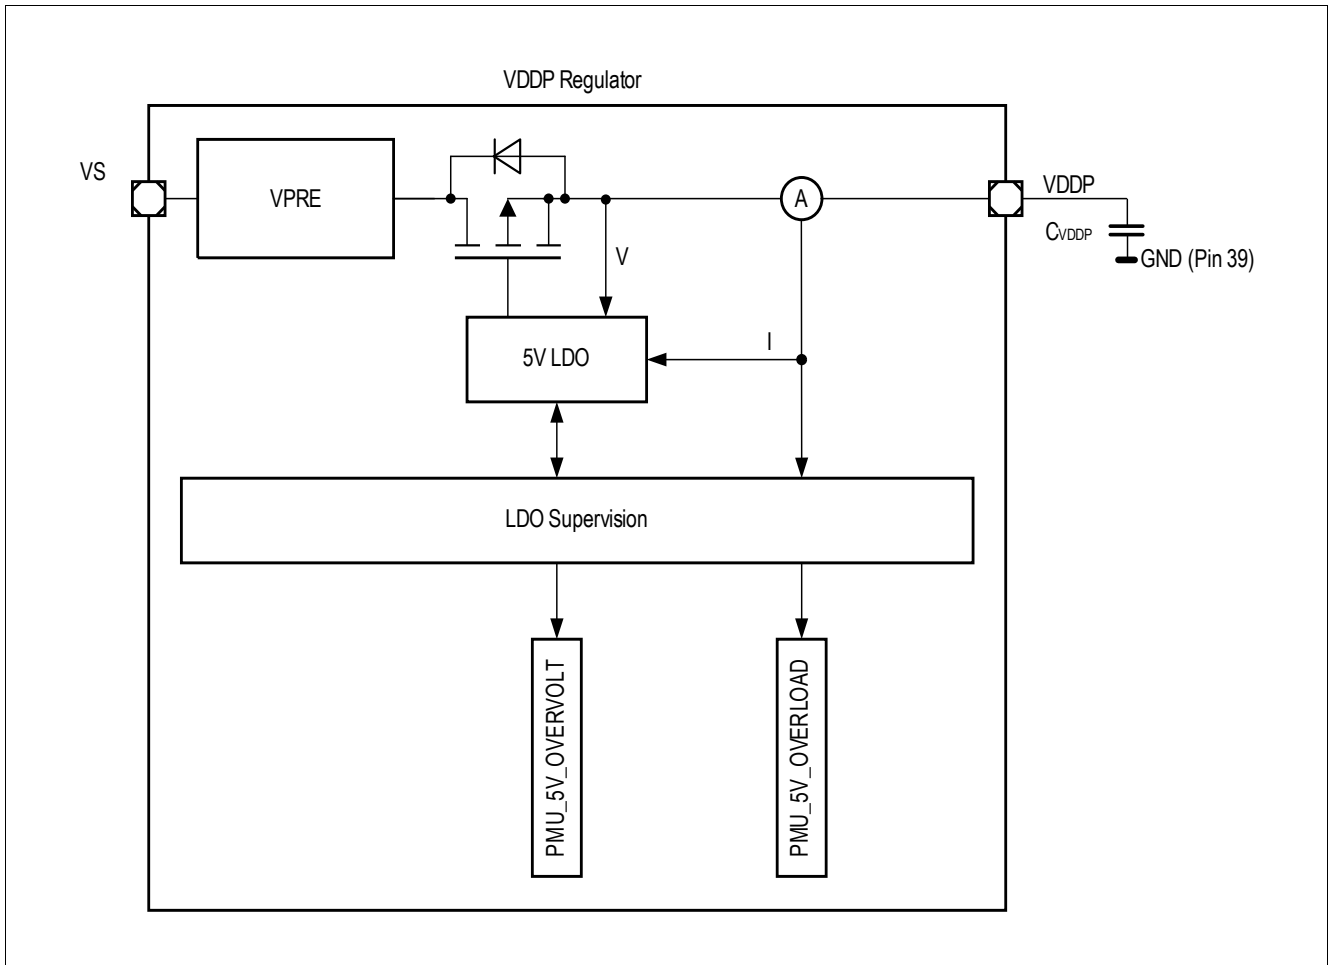 VDDP Regulator
VS
VPRE
A
VDDP
CVDDP
GND (Pin 39)
V
I
5V LDO
LDO Supervision
PMU_5V_OVERVOLT
PMU_5V_OVERLOAD